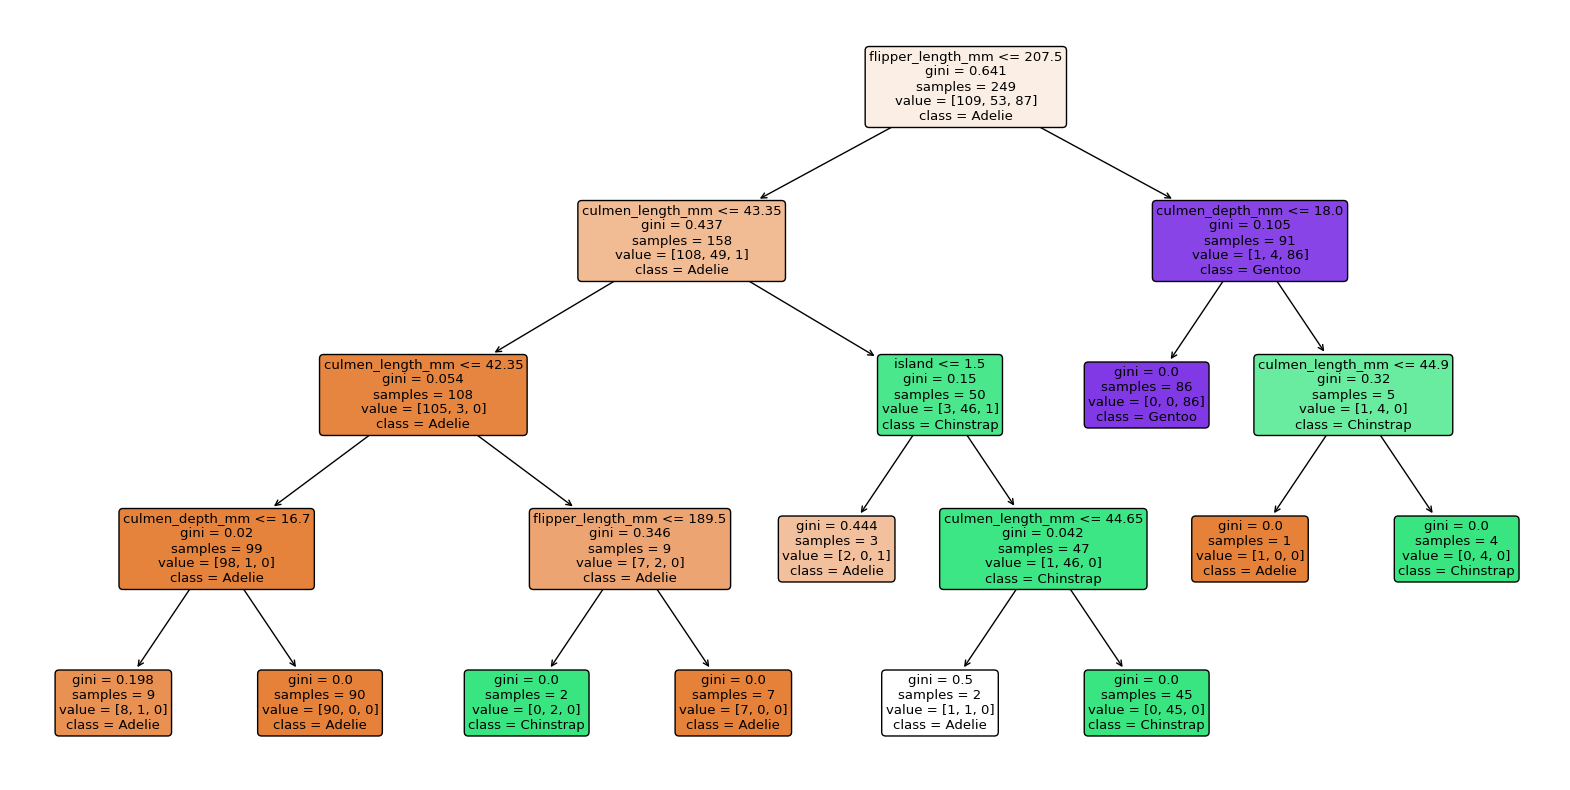 flipper_length_mm <= 207.5
gini = 0.641
samples = 249
value = [109, 53, 87]
class = Adelie
culmen_length_mm <= 43.35
gini = 0.437
samples = 158
value = [108, 49, 1]
class = Adelie
culmen_depth_mm <= 18.0
gini = 0.105
samples = 91
value = [1, 4, 86]
class = Gentoo
culmen_length_mm <= 42.35
gini = 0.054
samples = 108
value = [105, 3, 0]
class = Adelie
island <= 1.5
gini = 0.15
samples = 50
value = [3, 46, 1]
class = Chinstrap
gini = 0.0
samples = 86
value = [0, 0, 86]
class = Gentoo
culmen_length_mm <= 44.9
gini = 0.32
samples = 5
value = [1, 4, 0]
class = Chinstrap
culmen_depth_mm <= 16.7
gini = 0.02
samples = 99
value = [98, 1, 0]
class = Adelie
flipper_length_mm <= 189.5
gini = 0.346
samples = 9
value = [7, 2, 0]
class = Adelie
gini = 0.444
samples = 3
value = [2, 0, 1]
class = Adelie
culmen_length_mm <= 44.65
gini = 0.042
samples = 47
value = [1, 46, 0]
class = Chinstrap
gini = 0.0
samples = 1
value = [1, 0, 0]
class = Adelie
gini = 0.0
samples = 4
value = [0, 4, 0]
class = Chinstrap
gini = 0.198
samples = 9
value = [8, 1, 0]
class = Adelie
gini = 0.0
samples = 90
value = [90, 0, 0]
class = Adelie
gini = 0.0
samples = 2
value = [0, 2, 0]
class = Chinstrap
gini = 0.0
samples = 7
value = [7, 0, 0]
class = Adelie
gini = 0.5
samples = 2
value = [1, 1, 0]
class = Adelie
gini = 0.0
samples = 45
value = [0, 45, 0]
class = Chinstrap